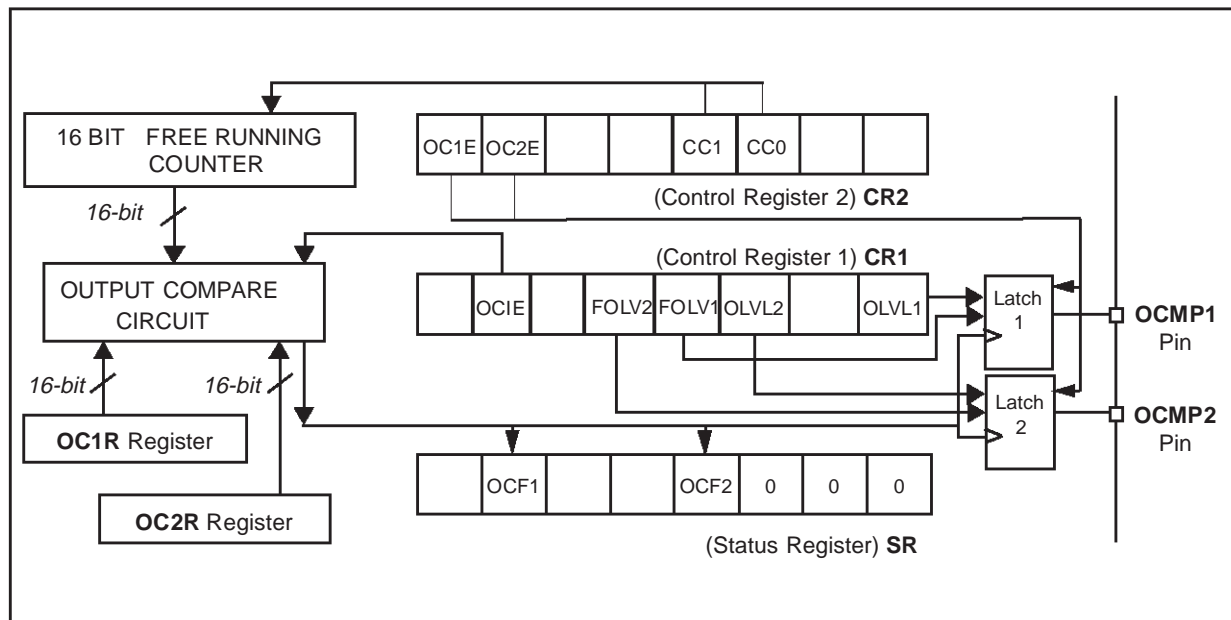 16 BIT FREE RUNNING
COUNTER
16-bit
OUTPUT COMPARE
CIRCUIT
16-bit
16-bit
OC1R Register
OC2R Register
OC1E OC2E CC1 CC0
(Control Register 2) CR2
(Control Register 1) CR1
OCIE FOLV2 FOLV1 OLVL2 OLVL1
OCF1 OCF2 0 0 0
(Status Register) SR
Latch
1
Latch
2
OCMP1
Pin
OCMP2
Pin